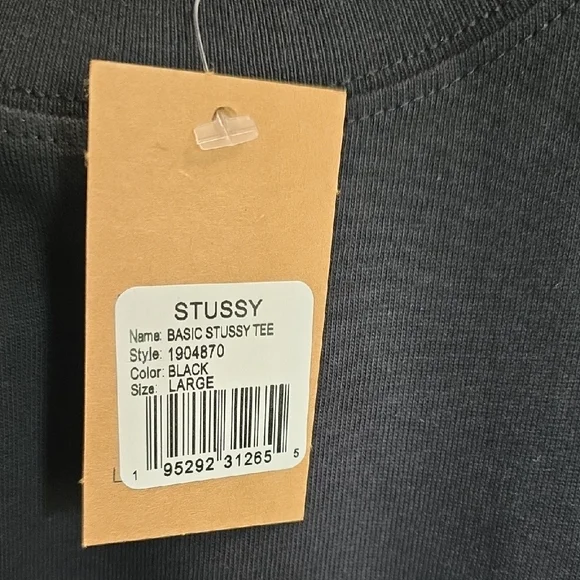 STUSSY
Name: BASIC STUSSY TEE
Style: 1904870
Color: BLACK
Size: LARGE
1 95292 31265 5